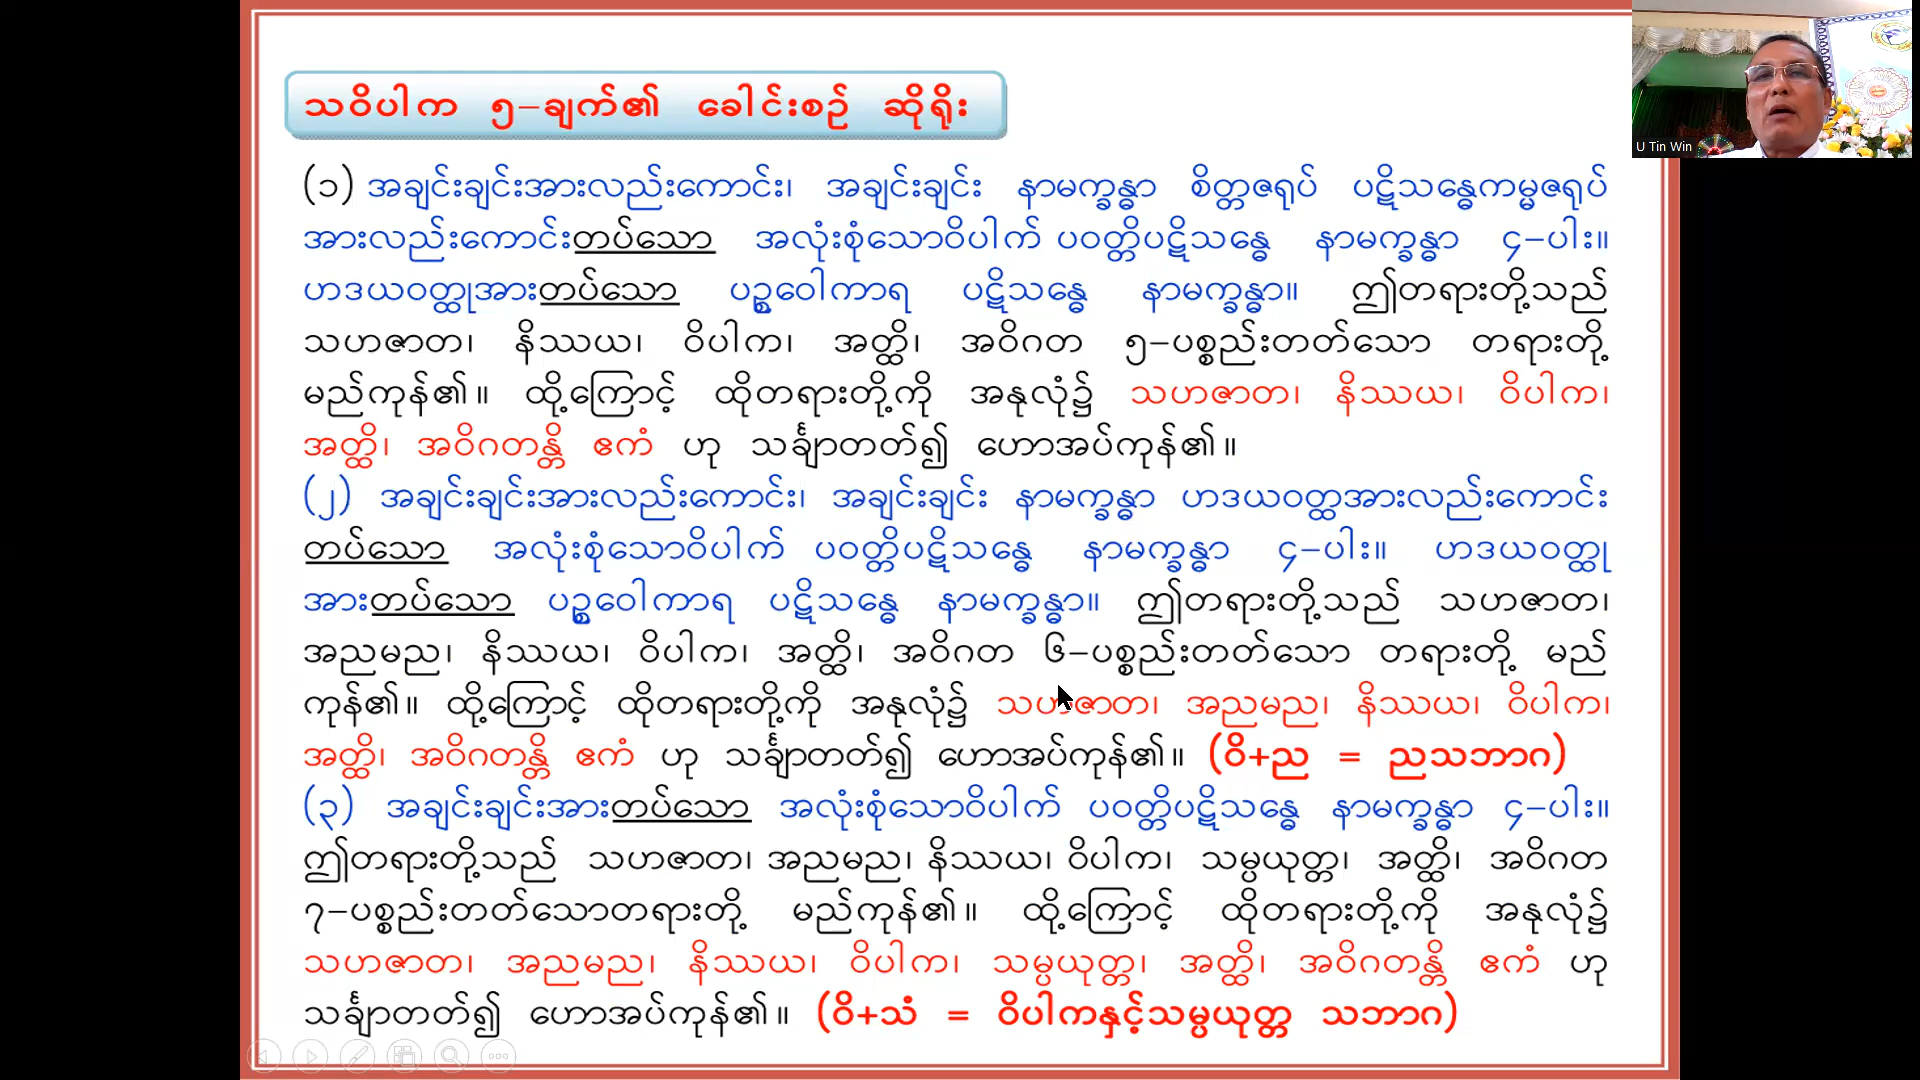 သဝိပါက ၅–ချက်၏ ခေါင်းစဉ် ဆိုရိုး
U Tin Win
(၁) အချင်းချင်းအားလည်းကောင်း၊ အချင်းချင်း နာမက္ခန္ဓာ စိတ္တဇရုပ် ပဋိသန္ဓေကမ္မဇရုပ်
အားလည်းကောင်းတပ်သော အလုံးစုံသောဝိပါက် ပဝတ္တိပဋိသန္ဓေ နာမက္ခန္ဓာ ၄–ပါး။
ဟဒယဝတ္ထုအားတပ်သော ပဉ္စဝေါကာရ ပဋိသန္ဓေ နာမက္ခန္ဓာ။ ဤတရားတို့သည်
သဟဇာတ၊ နိဿယ၊ ဝိပါက၊ အတ္ထိ၊ အဝိဂတ ၅–ပစ္စည်းတတ်သော တရားတို့
မည်ကုန်၏။ ထို့ကြောင့် ထိုတရားတို့ကို အနုလုံ၌ သဟဇာတ၊ နိဿယ၊ ဝိပါက၊
အတ္ထိ၊ အဝိဂတန္တိ ဧကံ ဟု သင်္ချာတတ်၍ ဟောအပ်ကုန်၏။
(၂) အချင်းချင်းအားလည်းကောင်း၊ အချင်းချင်း နာမက္ခန္ဓာ ဟဒယဝတ္ထအားလည်းကောင်း
တပ်သော အလုံးစုံသောဝိပါက် ပဝတ္တိပဋိသန္ဓေ နာမက္ခန္ဓာ ၄–ပါး။ ဟဒယဝတ္ထု
အားတပ်သော ပဉ္စဝေါကာရ ပဋိသန္ဓေ နာမက္ခန္ဓာ။ ဤတရားတို့သည် သဟဇာတ၊
အညမည၊ နိဿယ၊ ဝိပါက၊ အတ္ထိ၊ အဝိဂတ ၆–ပစ္စည်းတတ်သော တရားတို့ မည်
ကုန်၏။ ထို့ကြောင့် ထိုတရားတို့ကို အနုလုံ၌ သဟဇာတ၊ အညမည၊ နိဿယ၊ ဝိပါက၊
အတ္ထိ၊ အဝိဂတန္တိ ဧကံ ဟု သင်္ချာတတ်၍ ဟောအပ်ကုန်၏။ (ဝိ+ည = ညသဘာဂ)
(၃) အချင်းချင်းအားတပ်သော အလုံးစုံသောဝိပါက် ပဝတ္တိပဋိသန္ဓေ နာမက္ခန္ဓာ ၄–ပါး။
ဤတရားတို့သည် သဟဇာတ၊ အညမည၊ နိဿယ၊ ဝိပါက၊ သမ္ပယုတ္တ၊ အတ္ထိ၊ အဝိဂတ
၇–ပစ္စည်းတတ်သောတရားတို့ မည်ကုန်၏။ ထို့ကြောင့် ထိုတရားတို့ကို အနုလုံ၌
သဟဇာတ၊ အညမည၊ နိဿယ၊ ဝိပါက၊ သမ္ပယုတ္တ၊ အတ္ထိ၊ အဝိဂတန္တိ ဧကံ ဟု
သင်္ချာတတ်၍ ဟောအပ်ကုန်၏။ (ဝိ+သံ = ဝိပါကနှင့်သမ္ပယုတ္တ သဘာဂ)